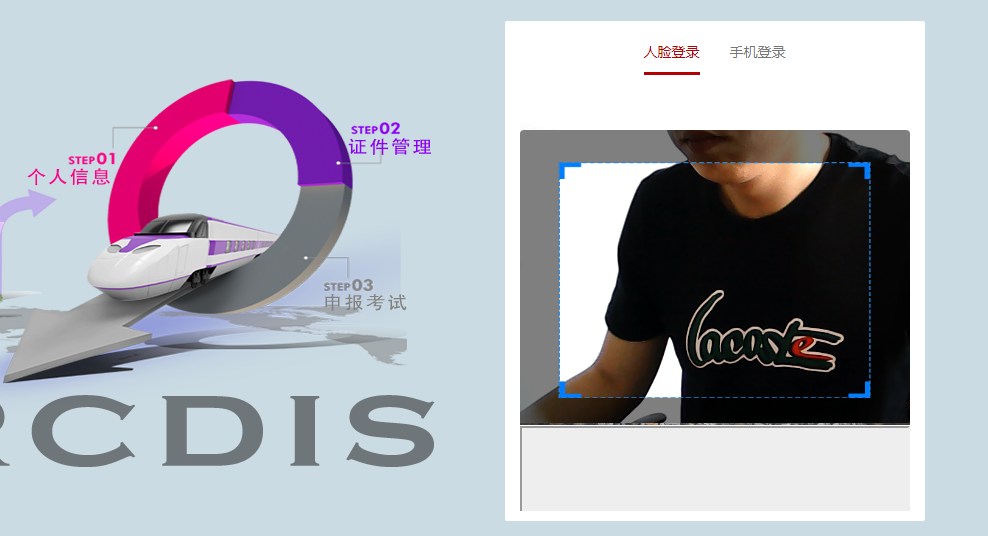 人脸登录 手机登录
STEP01
个人信息
STEP02
证件管理
STEP03
申报考试
RCDIS
Lacoste